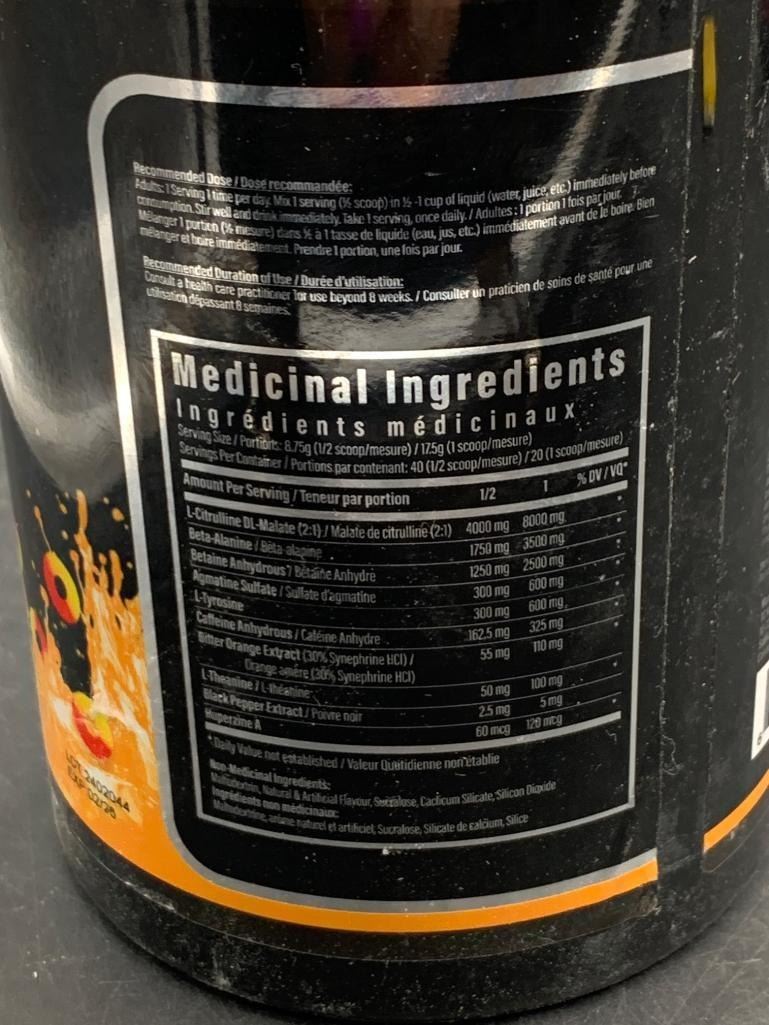 Recommended Dose / Dose recommandée:
Adults: 1 Serving 1 time per day. Mix 1 serving (½ scoop) in ½ -1 cup of liquid (water, juice, etc.) immediately before
consumption. Stir well and drink immediately. Take 1 serving, once daily. / Adultes : 1 portion 1 fois par jour.
Mélanger 1 portion (½ mesure) dans ½ à 1 tasse de liquide (eau, jus, etc.) immédiatement avant de le boire. Bien
mélanger et boire immédiatement. Prendre 1 portion, une fois par jour.
Recommended Duration of Use / Durée d'utilisation:
Consult a health care practitioner for use beyond 8 weeks. / Consulter un praticien de soins de santé pour une
utilisation dépassant 8 semaines.
Medicinal Ingredients
Ingrédients médicinaux
Serving Size / Portions: 8.75g (1/2 scoop/mesure) / 17.5g (1 scoop/mesure)
Servings Per Container / Portions par contenant: 40 (1/2 scoop/mesure) / 20 (1 scoop/mesure)
Amount Per Serving / Teneur par portion 1/2 1 % DV / VQ*
L-Citrulline DL-Malate (2:1) / Malate de citrulline (2:1) 4000 mg 8000 mg *
Beta-Alanine / Bêta-alanine 1750 mg 3500 mg *
Betaine Anhydrous / Bétaïne Anhydre 1250 mg 2500 mg *
Agmatine Sulfate / Sulfate d'agmatine 300 mg 600 mg *
L-Tyrosine 300 mg 600 mg *
Caffeine Anhydrous / Caféine Anhydre 162.5 mg 325 mg *
Bitter Orange Extract (30% Synephrine HCl) / 55 mg 110 mg *
Orange amère (30% Synephrine HCl)
L-Theanine / L-théanine 50 mg 100 mg *
Black Pepper Extract / Poivre noir 2.5 mg 5 mg *
Huperzine A 60 mcg 120 mcg *
* Daily Value not established / Valeur Quotidienne non établie
Non-Medicinal Ingredients:
Maltodextrin, Natural & Artificial Flavour, Sucralose, Caclicum Silicate, Silicon Dioxide
Ingrédients non médicinaux:
Maltodextrine, arôme naturel et artificiel, Sucralose, Silicate de calcium, Silice
LOT: 2402044
EXP 02/26